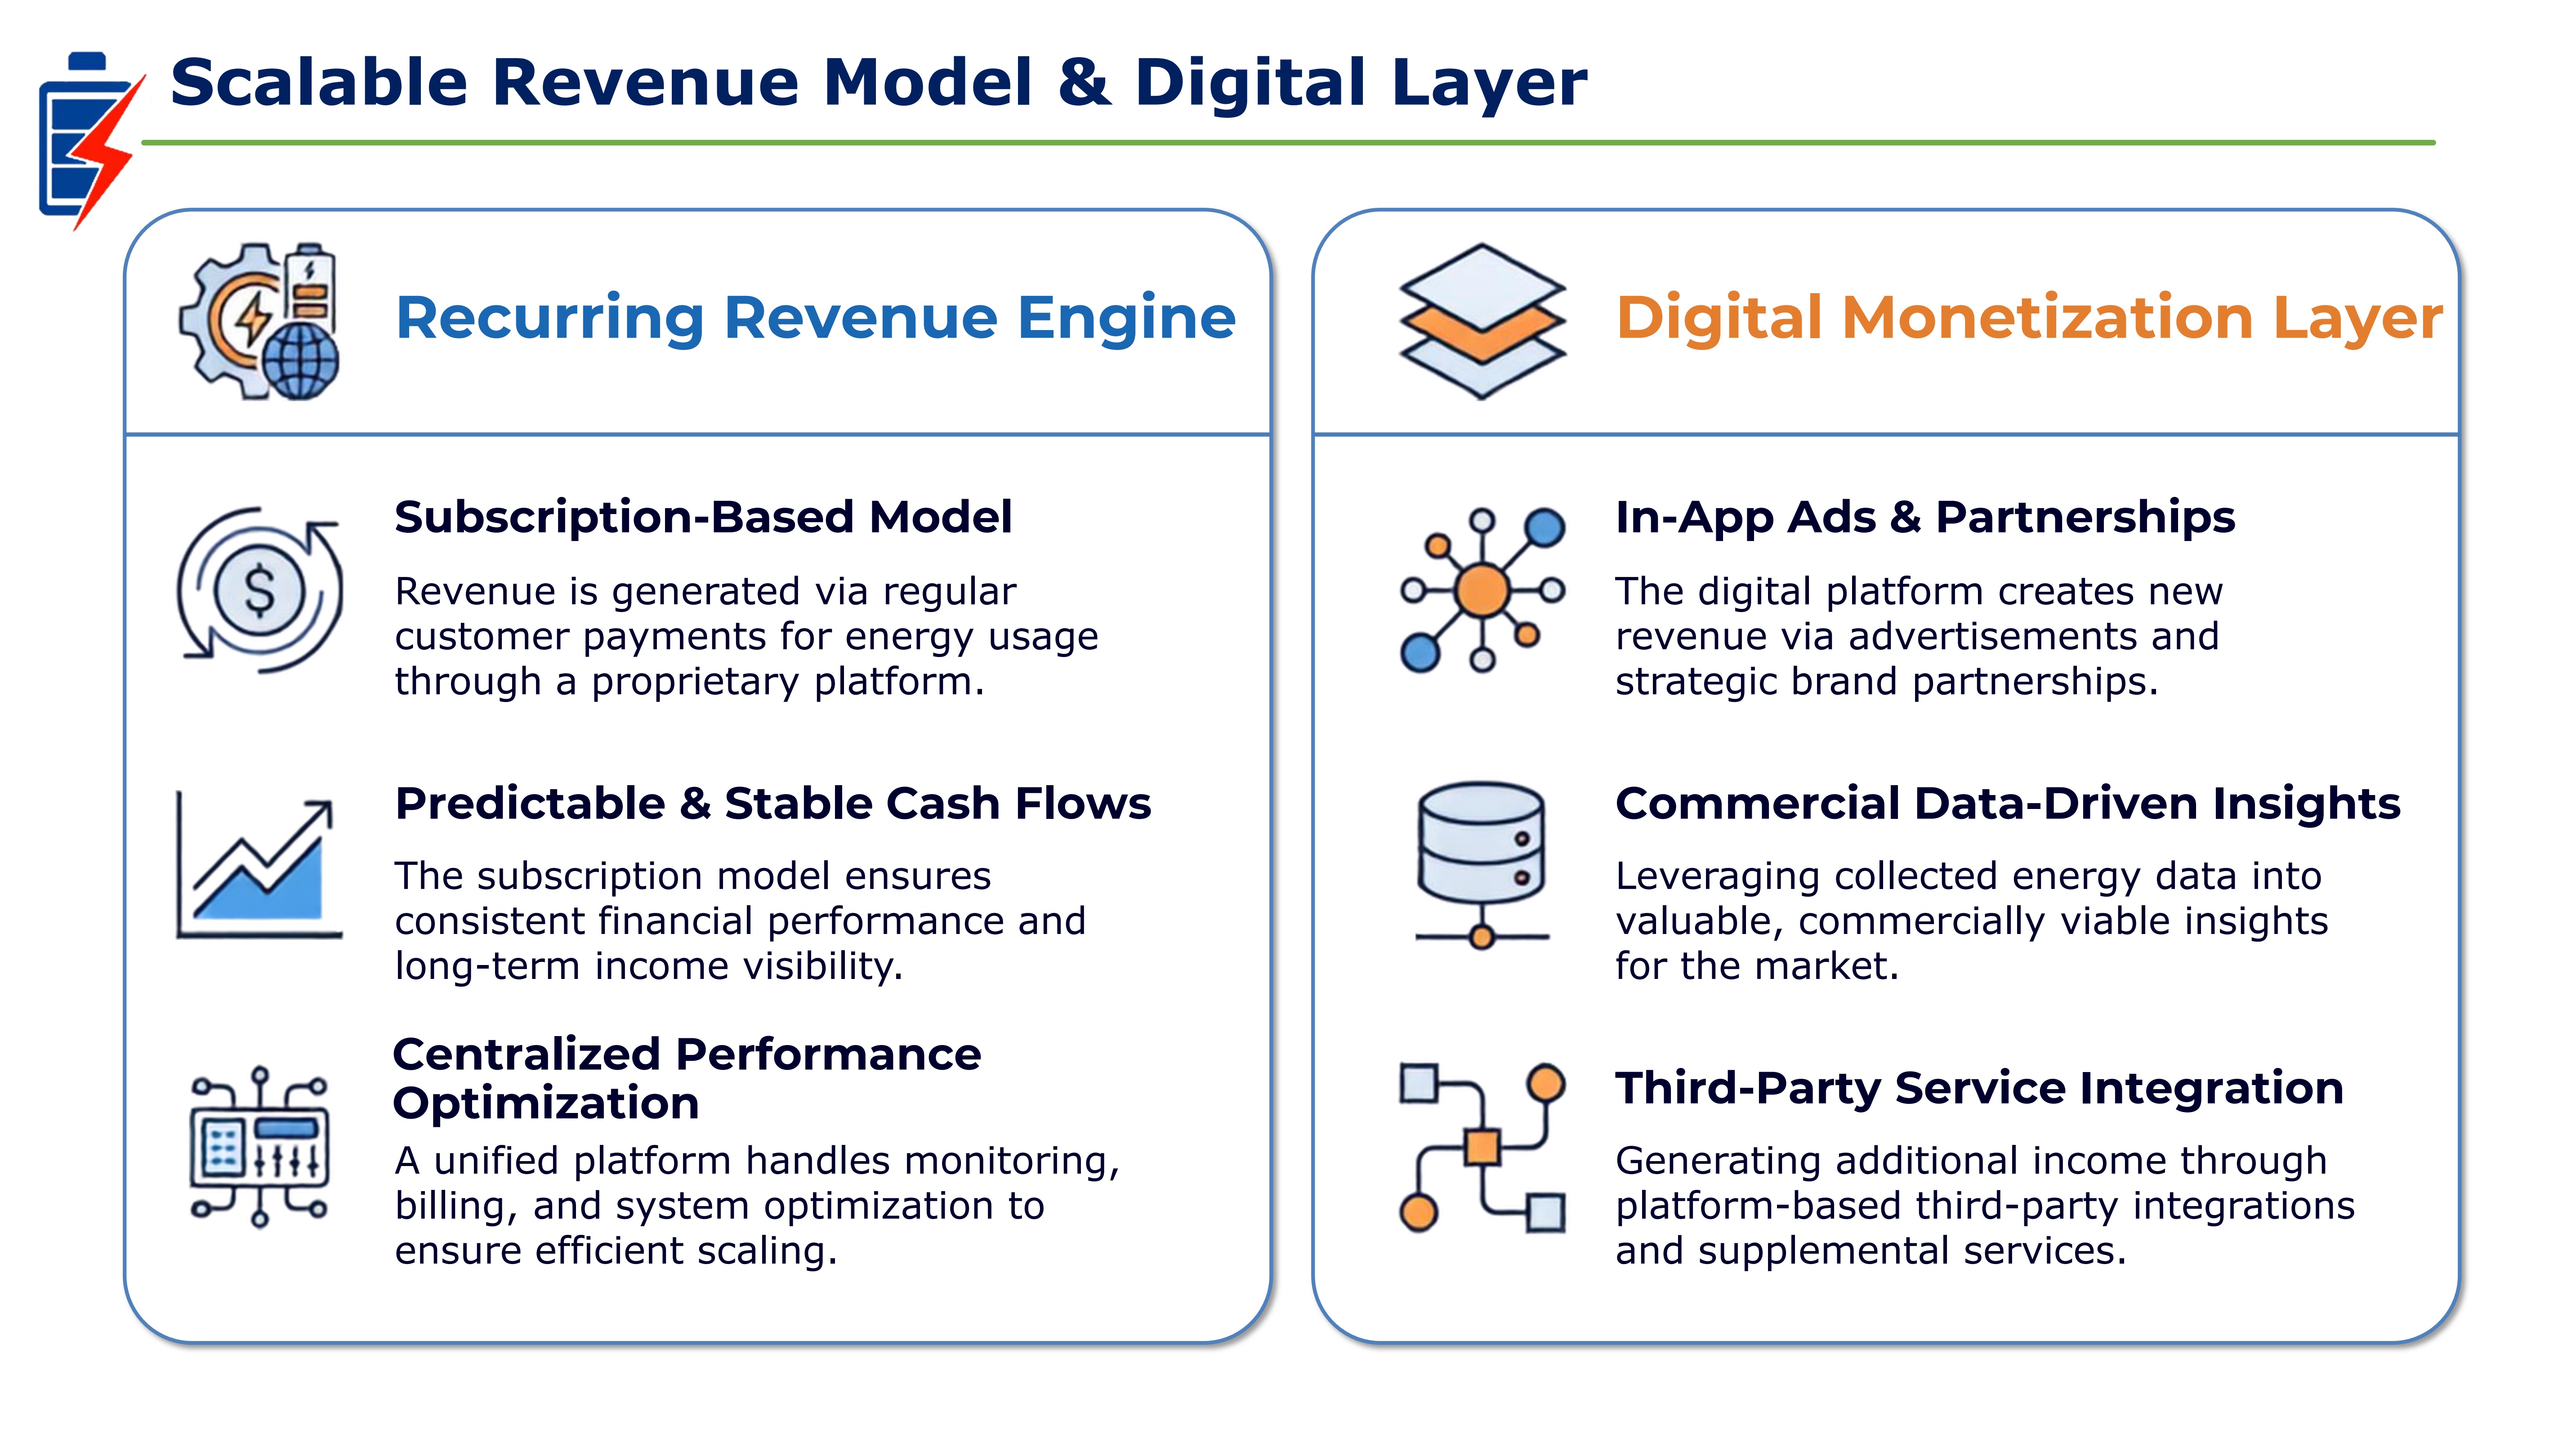 Scalable Revenue Model & Digital Layer
Recurring Revenue Engine
Subscription-Based Model
Revenue is generated via regular
customer payments for energy usage
through a proprietary platform.
Predictable & Stable Cash Flows
The subscription model ensures
consistent financial performance and
long-term income visibility.
Centralized Performance
Optimization
A unified platform handles monitoring,
billing, and system optimization to
ensure efficient scaling.
Digital Monetization Layer
In-App Ads & Partnerships
The digital platform creates new
revenue via advertisements and
strategic brand partnerships.
Commercial Data-Driven Insights
Leveraging collected energy data into
valuable, commercially viable insights
for the market.
Third-Party Service Integration
Generating additional income through
platform-based third-party integrations
and supplemental services.